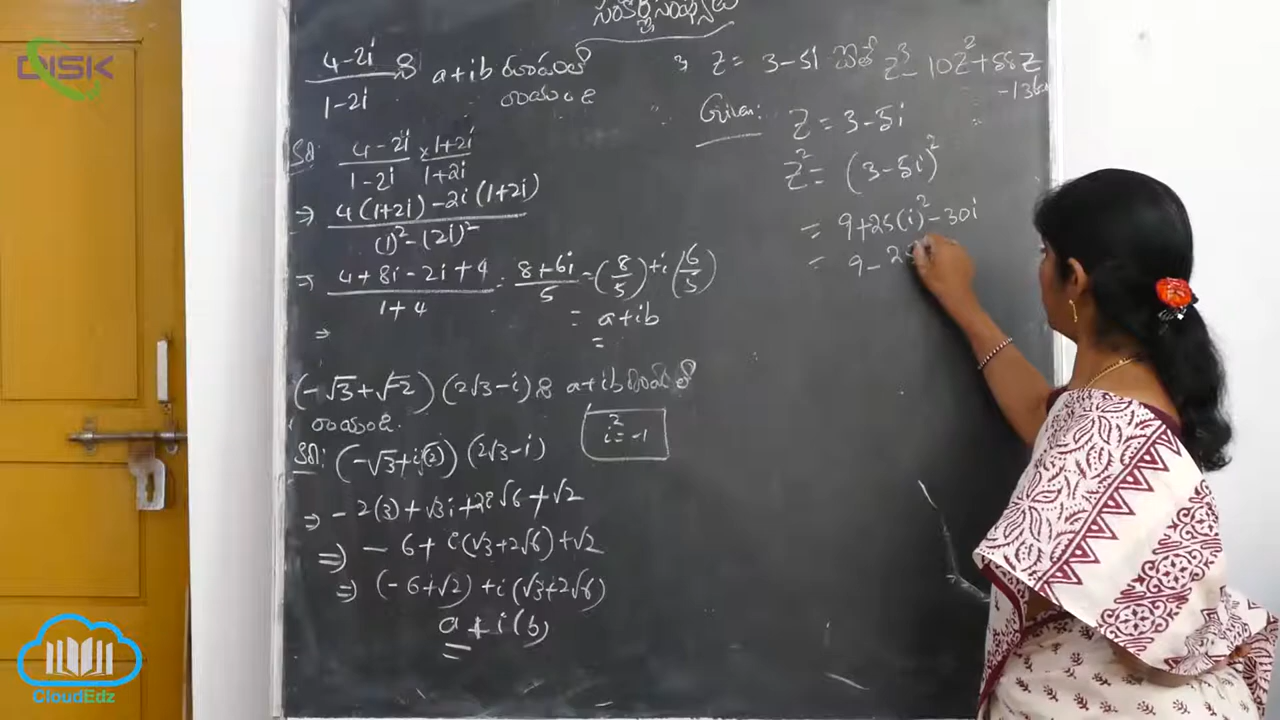 DISK
సంకీర్ణ సంఖ్యలు
4-2i / 1-2i ని a+ib రూపంలో
రాయండి
Sol: 4-2i / 1-2i × 1+2i / 1+2i
⇒ 4(1+2i) -2i(1+2i) / (1)² - (2i)²
⇒ 4+8i-2i+4 / 1+4 = 8+6i / 5 = (8/5) + i(6/5)
⇒
= a+ib
=
(-√3+√-2) (2√3-i) ని a+ib రూపంలో
రాయండి.
i² = -1
(-√3+i√2) (2√3-i)
⇒ -2(3) + √3i + 2i√6 + √2
⇒ -6+ i(√3+2√6) + √2
⇒ (-6+√2) + i(√3+2√6)
a + i(b)
z = 3-5i అయితే z³ - 10z² + 58z
-136
Given: z = 3-5i
z² = (3-5i)²
= 9+25(i)² -30i
= 9-25
CloudEdz